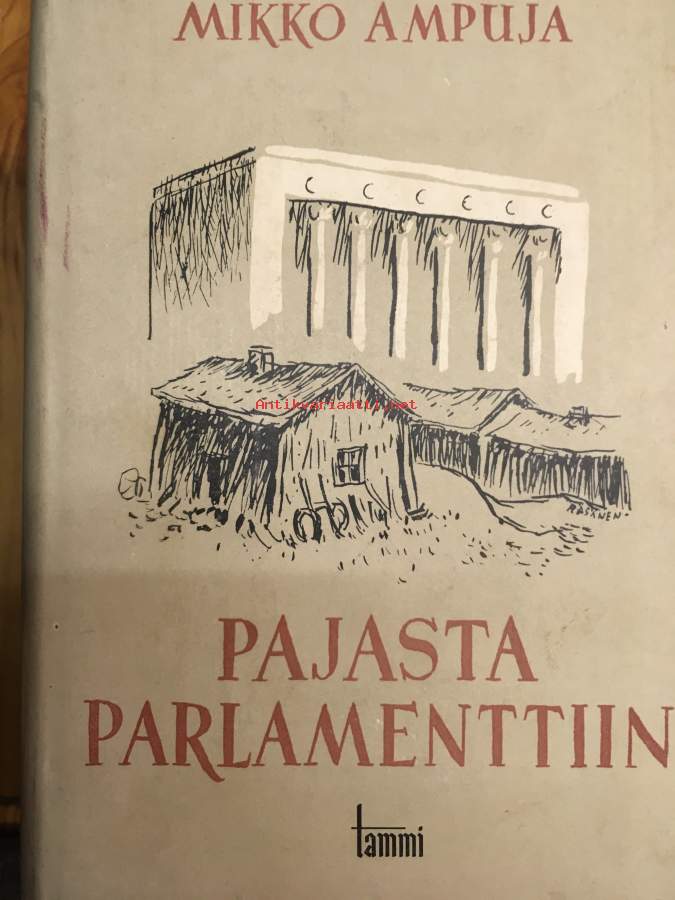 MIKKO AMPUJA
Antikvariaatti.net
RÄSÄNEN-
PAJASTA
PARLAMENTTIIN
tammi